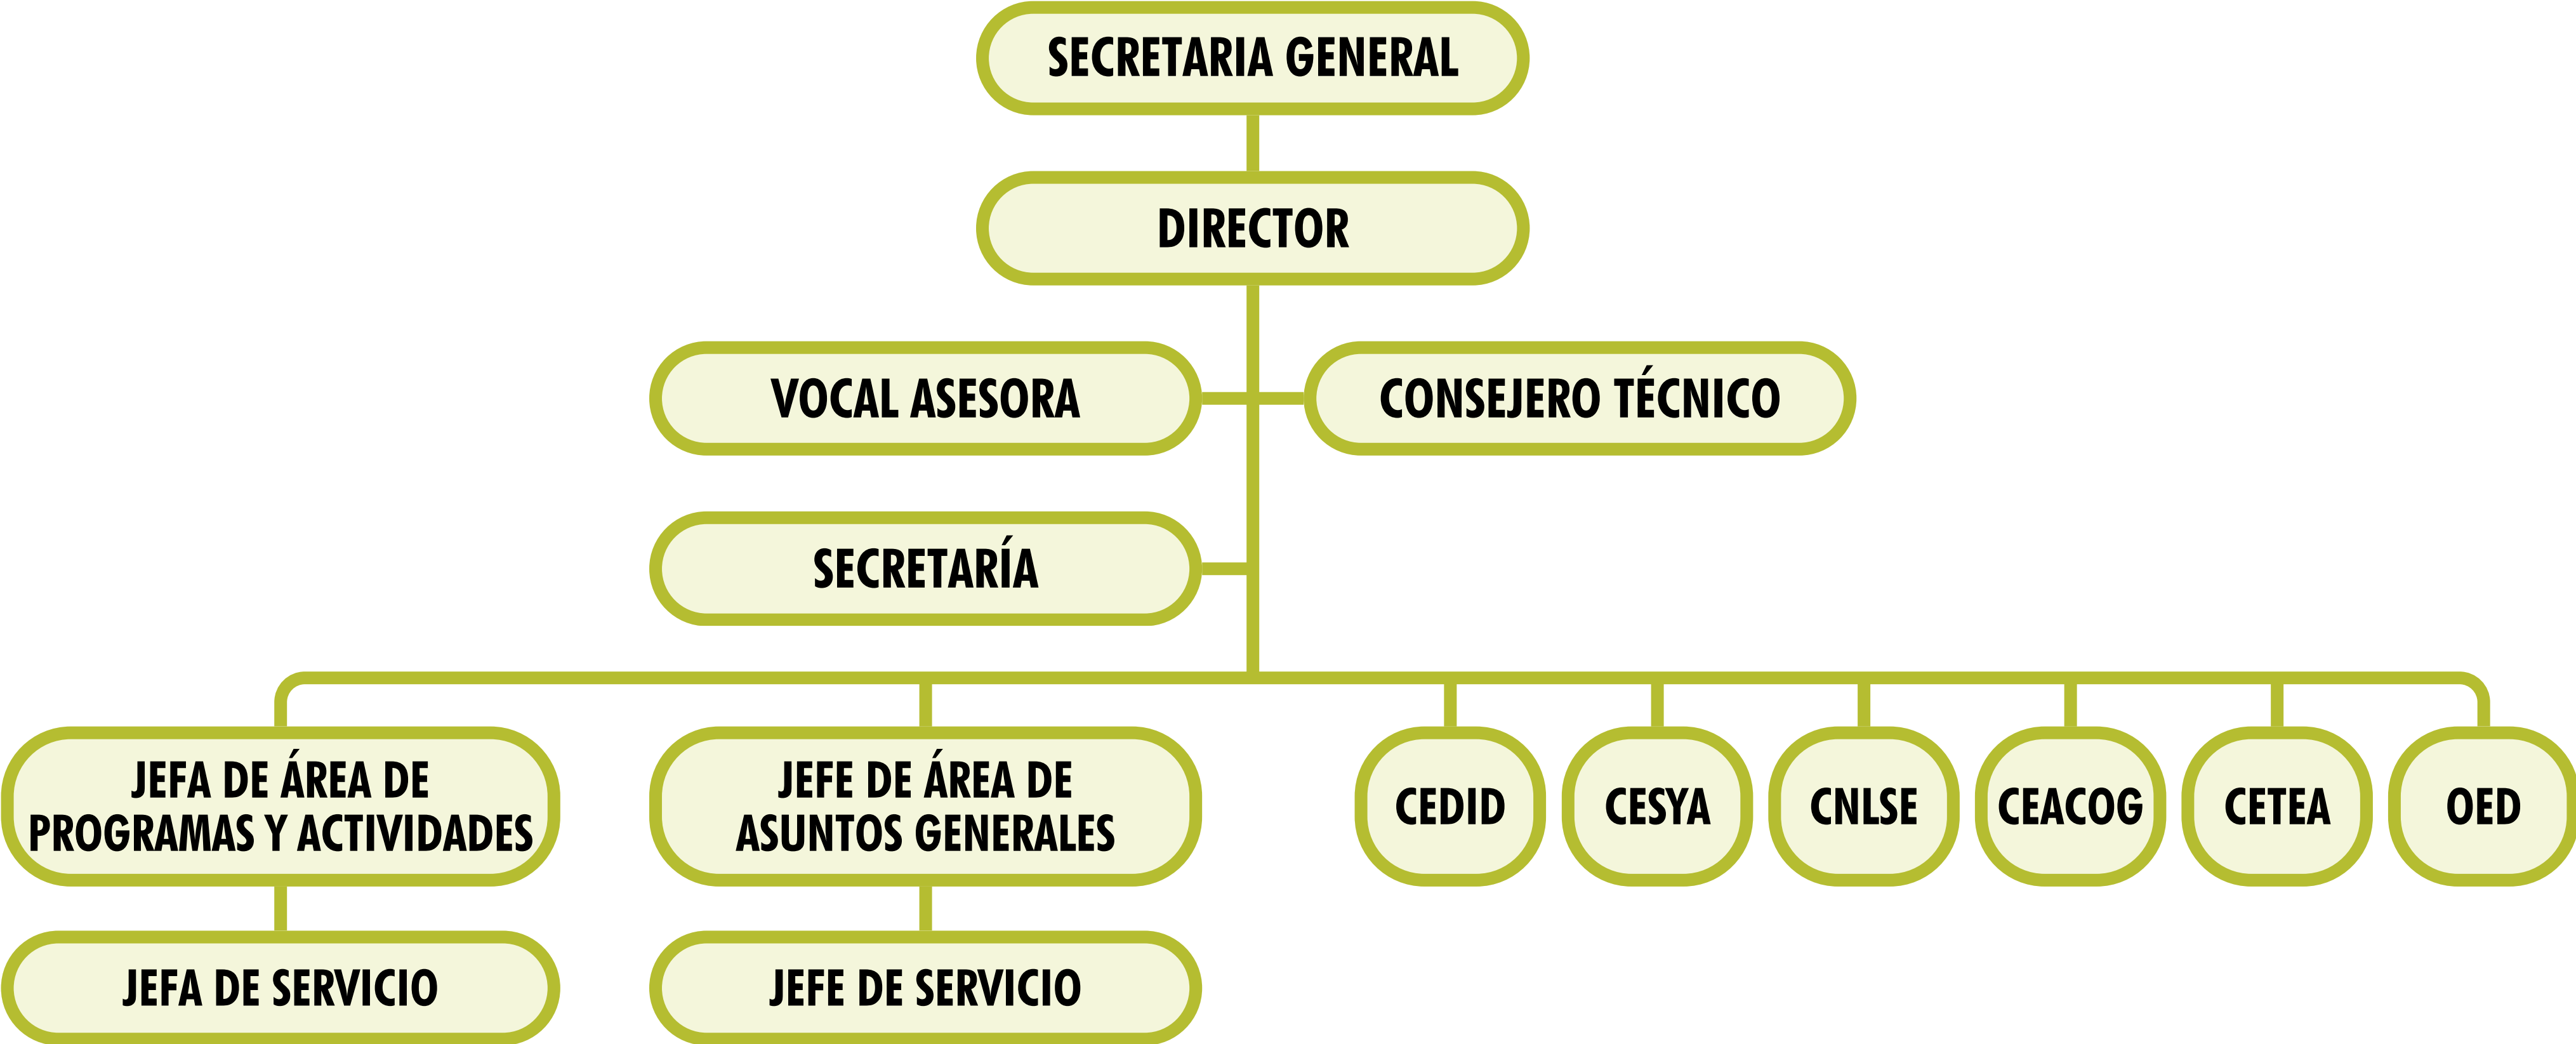 SECRETARIA GENERAL
DIRECTOR
VOCAL ASESORA
CONSEJERO TÉCNICO
SECRETARÍA
JEFA DE ÁREA DE
PROGRAMAS Y ACTIVIDADES
JEFE DE ÁREA DE
ASUNTOS GENERALES
CEDID
CESYA
CNLSE
CEACOG
CETEA
OED
JEFA DE SERVICIO
JEFE DE SERVICIO